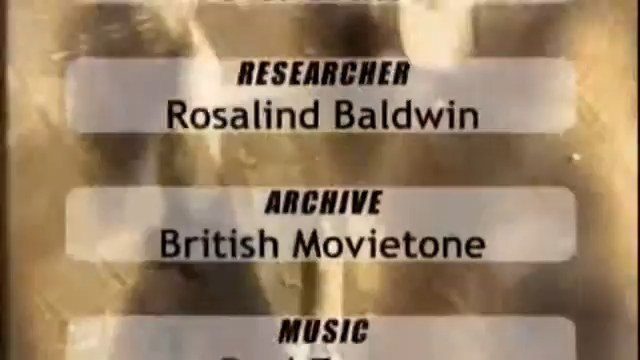 RESEARCHER
Rosalind Baldwin
ARCHIVE
British Movietone
MUSIC